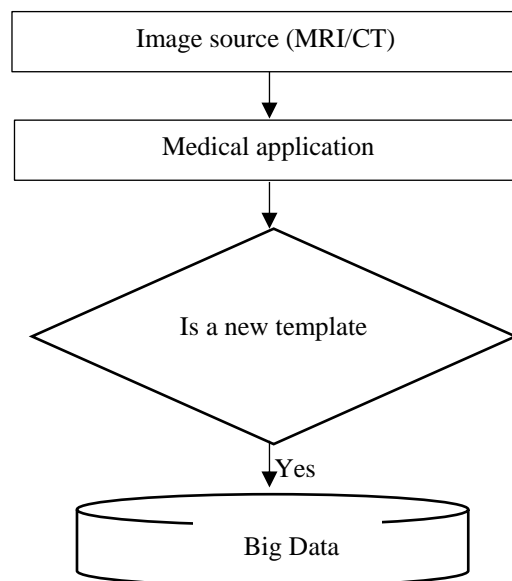 Image source (MRI/CT)
Medical application
Is a new template
Yes
Big Data